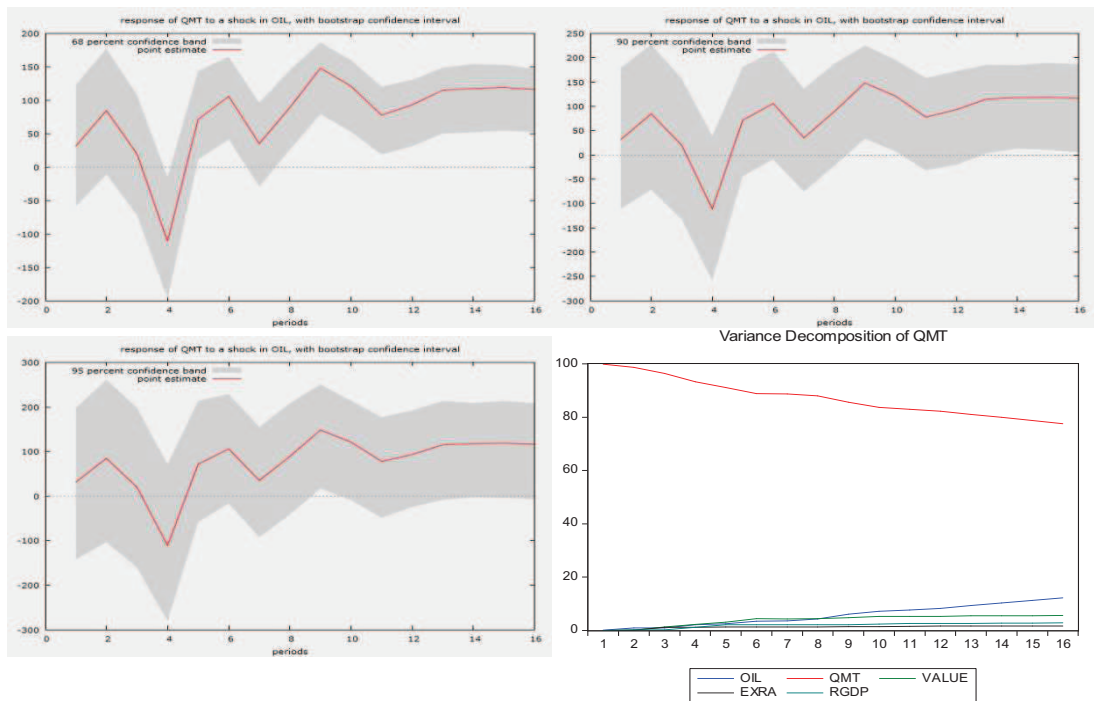 response of QMT to a shock in OIL, with bootstrap confidence interval
200
150
100
50
0
-50
-100
-150
-200
68 percent confidence band
point estimate
0 2 4 6 8 10 12 14 16
periods
response of QMT to a shock in OIL, with bootstrap confidence interval
250
200
150
100
50
0
-50
-100
-150
-200
-250
-300
90 percent confidence band
point estimate
0 2 4 6 8 10 12 14 16
periods
response of QMT to a shock in OIL, with bootstrap confidence interval
300
200
100
0
-100
-200
-300
95 percent confidence band
point estimate
0 2 4 6 8 10 12 14 16
periods
Variance Decomposition of QMT
100
80
60
40
20
0
1 2 3 4 5 6 7 8 9 10 11 12 13 14 15 16
OIL QMT VALUE
EXRA RGDP